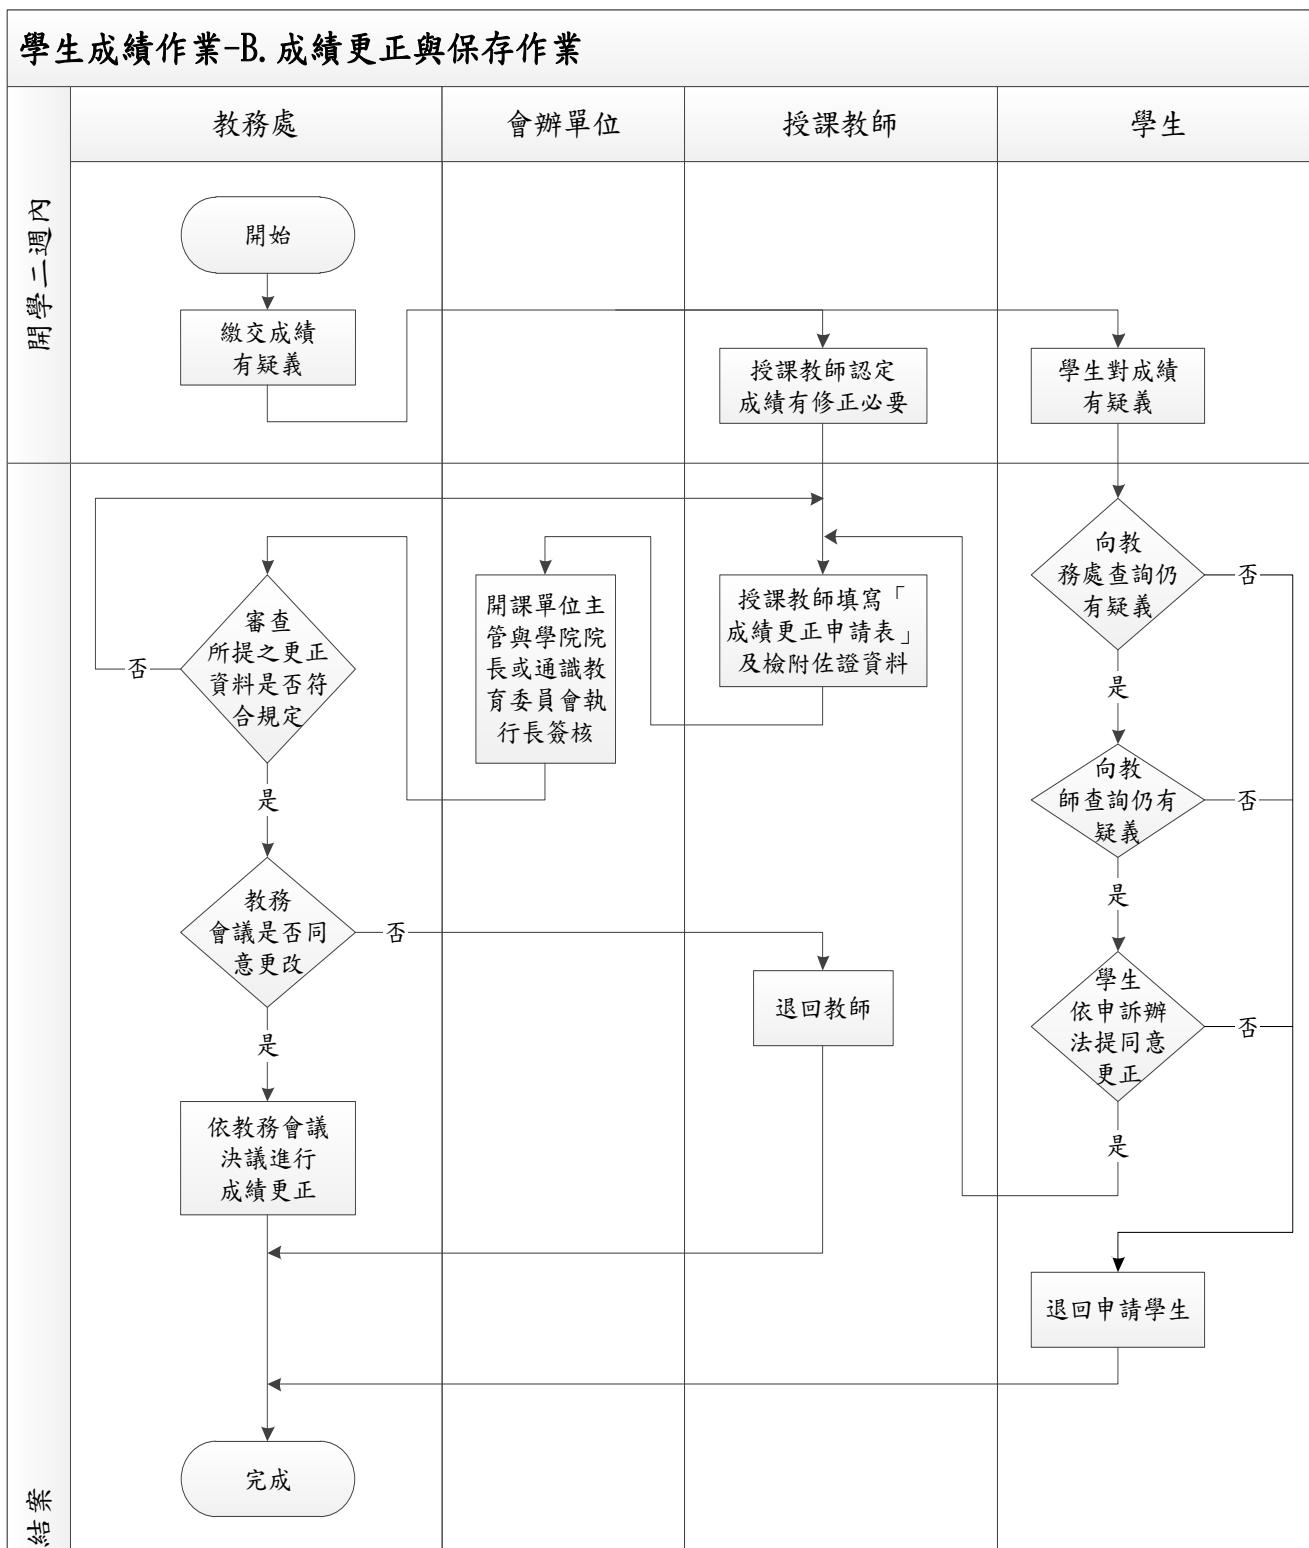 學生成績作業-B.成績更正與保存作業
教務處
會辦單位
授課教師
學生
開學二週內
開始
繳交成績
有疑義
授課教師認定
成績有修正必要
學生對成績
有疑義
向教
務處查詢仍
有疑義
否
是
開課單位主
管與學院院
長或通識教
育委員會執
行長簽核
授課教師填寫「
成績更正申請表」
及檢附佐證資料
審查
所提之更正
資料是否符
合規定
否
是
向教
師查詢仍有
疑義
否
是
教務
會議是否同
意更改
否
是
退回教師
學生
依申訴辦
法提同意
更正
否
是
依教務會議
決議進行
成績更正
退回申請學生
完成
結案